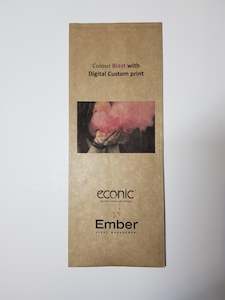 Colour Blast with
Digital Custom print
econic
Ember